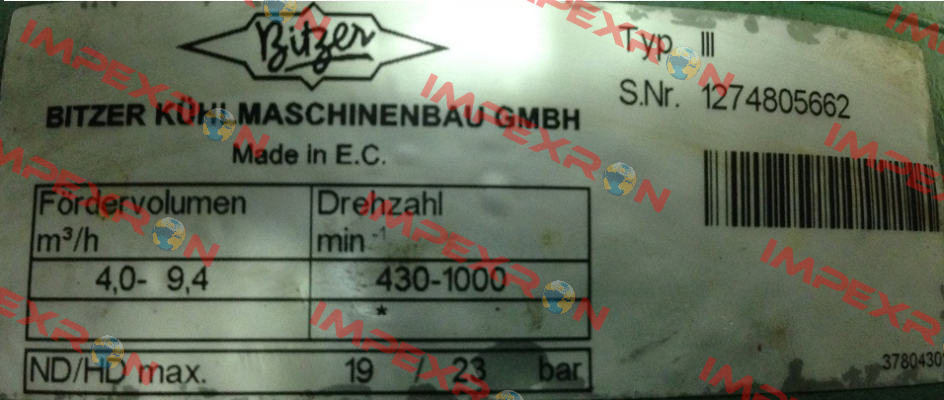 Bitzer
Typ III
S.Nr. 1274805662
BITZER KÜHLMASCHINENBAU GMBH
Made in E.C.
Fördervolumen Drehzahl
m³/h min⁻¹
4,0- 9,4 430-1000
*
ND/HD max. 19 / 23 bar
IMPEXRON